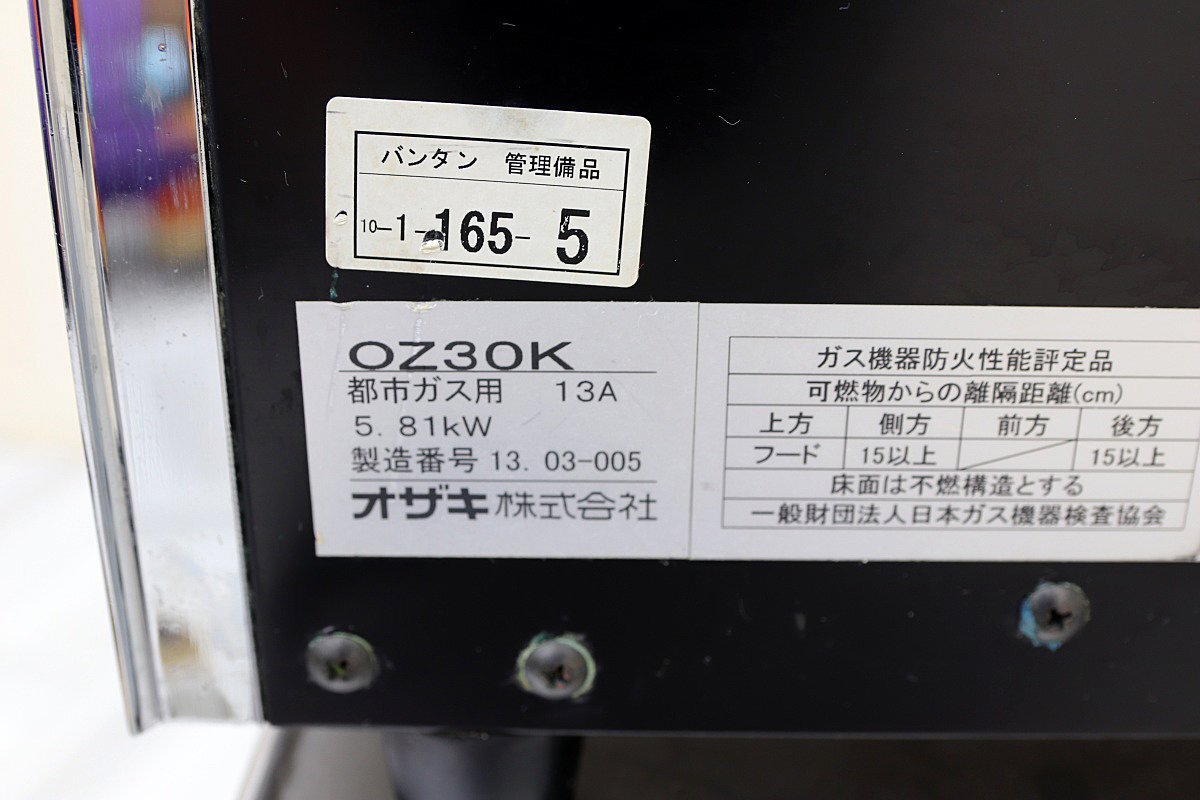 バンタン 管理備品
10-1-165-5
OZ30K
都市ガス用 13A
5. 81kW
製造番号 13. 03-005
オザキ株式会社
ガス機器防火性能評定品
可燃物からの離隔距離(cm)
上方 側方 前方 後方
フード 15以上 15以上
床面は不燃構造とする
一般財団法人日本ガス機器検査協会